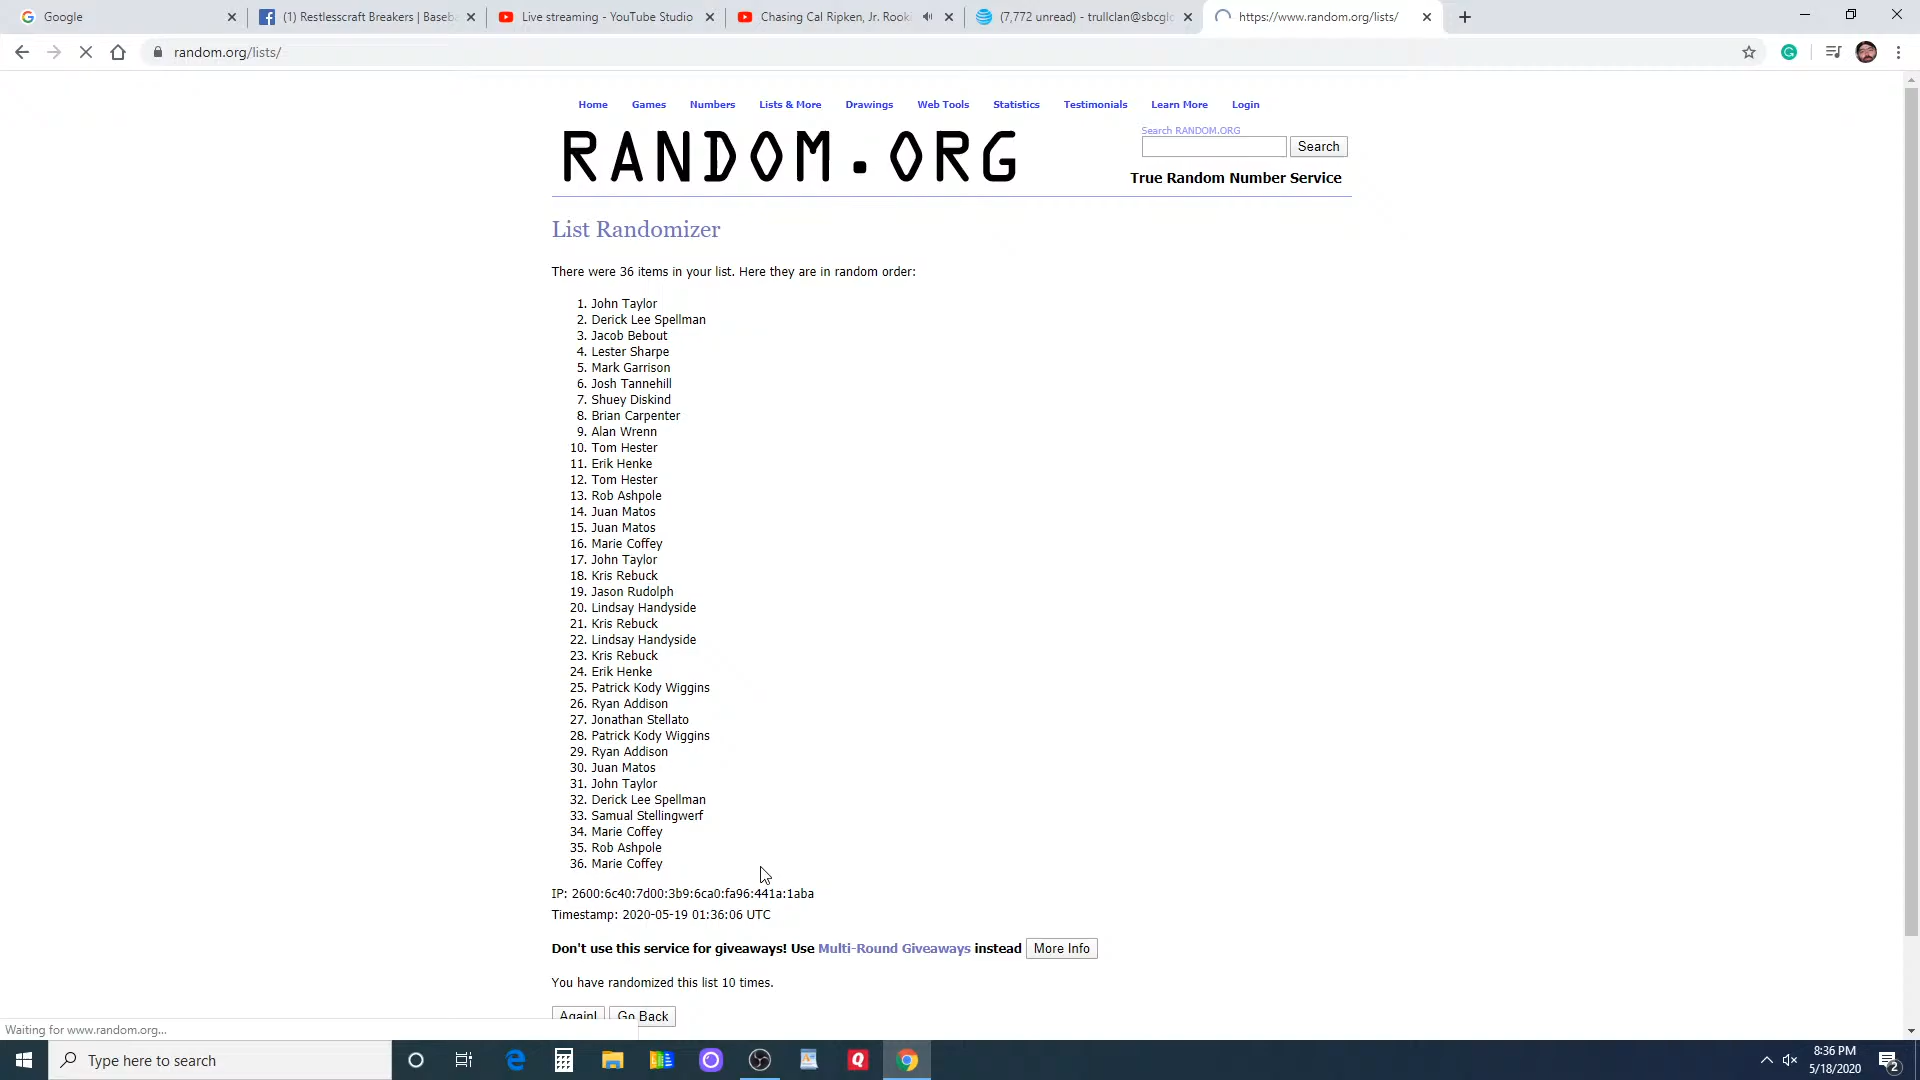 Google
(1) Restlesscraft Breakers | Baseb
Live streaming - YouTube Studio
Chasing Cal Ripken, Jr. Rooki
(7,772 unread) - trullclan@sbcglo
https://www.random.org/lists/
random.org/lists/
Home Games Numbers Lists & More Drawings Web Tools Statistics Testimonials Learn More Login
RANDOM.ORG
Search RANDOM.ORG
Search
True Random Number Service
List Randomizer
There were 36 items in your list. Here they are in random order:
1. John Taylor
2. Derick Lee Spellman
3. Jacob Bebout
4. Lester Sharpe
5. Mark Garrison
6. Josh Tannehill
7. Shuey Diskind
8. Brian Carpenter
9. Alan Wrenn
10. Tom Hester
11. Erik Henke
12. Tom Hester
13. Rob Ashpole
14. Juan Matos
15. Juan Matos
16. Marie Coffey
17. John Taylor
18. Kris Rebuck
19. Jason Rudolph
20. Lindsay Handyside
21. Kris Rebuck
22. Lindsay Handyside
23. Kris Rebuck
24. Erik Henke
25. Patrick Kody Wiggins
26. Ryan Addison
27. Jonathan Stellato
28. Patrick Kody Wiggins
29. Ryan Addison
30. Juan Matos
31. John Taylor
32. Derick Lee Spellman
33. Samual Stellingwerf
34. Marie Coffey
35. Rob Ashpole
36. Marie Coffey
IP: 2600:6c40:7d00:3b9:6ca0:fa96:441a:1aba
Timestamp: 2020-05-19 01:36:06 UTC
Don't use this service for giveaways! Use Multi-Round Giveaways instead More Info
You have randomized this list 10 times.
Again! Go Back
Waiting for www.random.org...
Type here to search
8:36 PM
5/18/2020
2